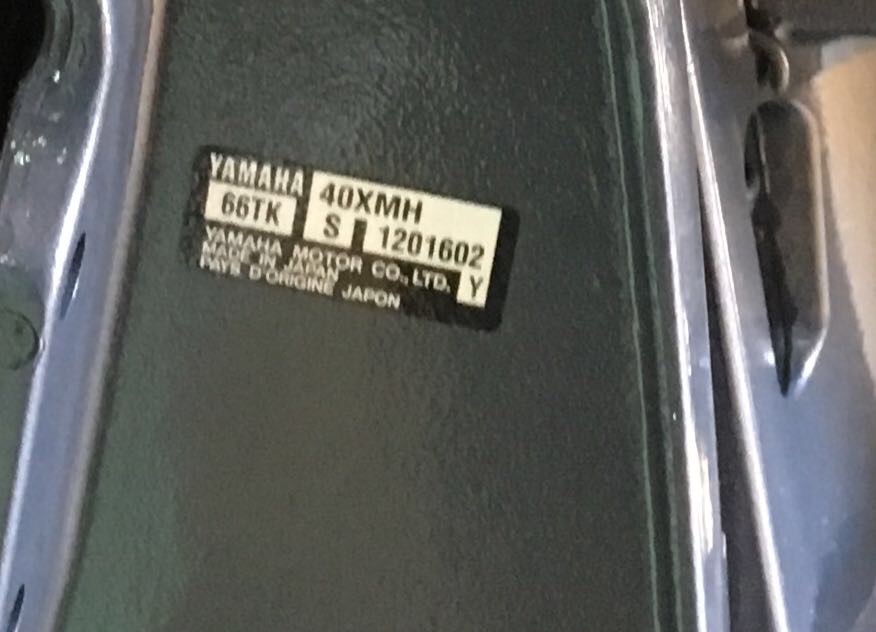 YAMAHA
66TK
40XMH
S 1201602
YAMAHA MOTOR CO., LTD.
MADE IN JAPAN
PAYS D'ORIGINE JAPON
Y